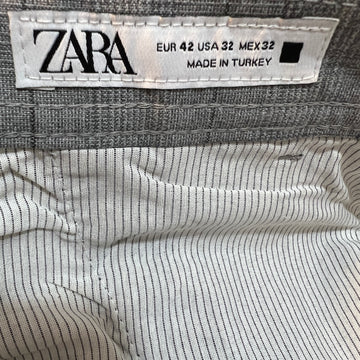 ZARA
EUR 42 USA 32 MEX 32
MADE IN TURKEY